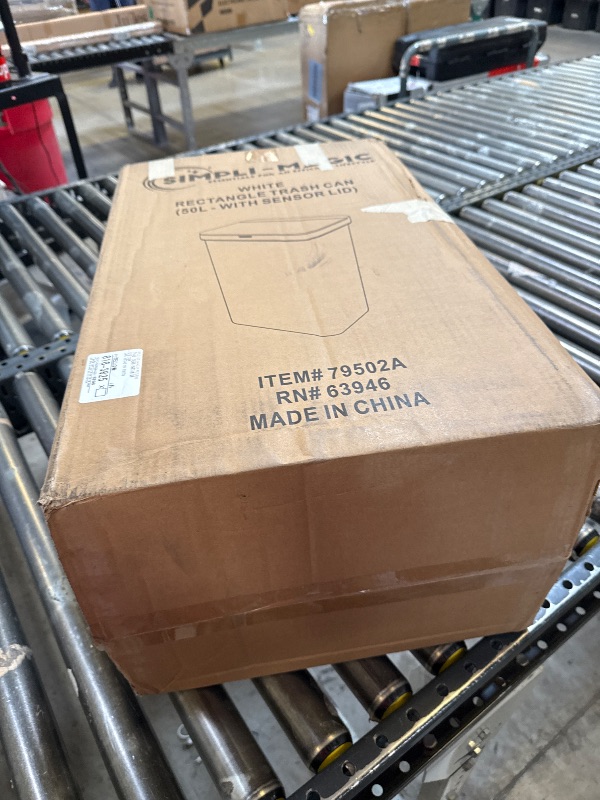 SIMPLI-MAGIC
WHITE
RECTANGLE TRASH CAN
(50L - WITH SENSOR LID)
ITEM# 79502A
RN# 63946
MADE IN CHINA